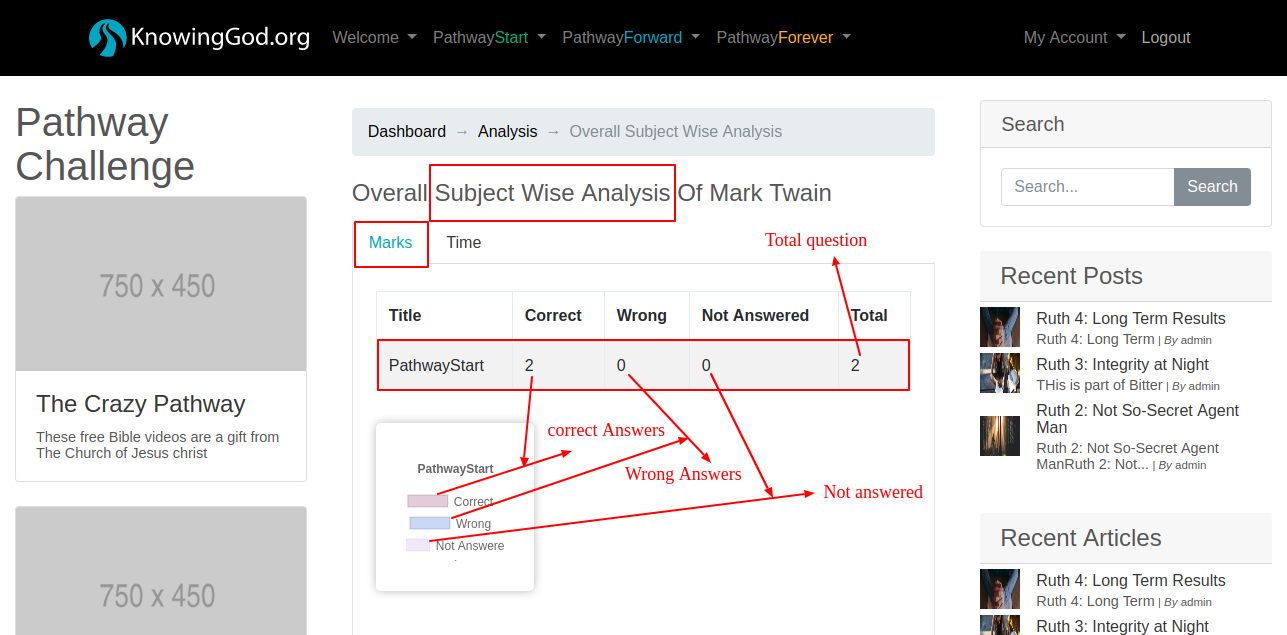 KnowingGod.org Welcome PathwayStart PathwayForward PathwayForever My Account Logout
Pathway
Challenge
750 x 450
The Crazy Pathway
These free Bible videos are a gift from
The Church of Jesus christ
750 x 450
Dashboard → Analysis → Overall Subject Wise Analysis
Overall Subject Wise Analysis Of Mark Twain
Marks Time
Total question
Title Correct Wrong Not Answered Total
PathwayStart 2 0 0 2
correct Answers
Wrong Answers
Not answered
PathwayStart
Correct
Wrong
Not Answere
Search
Search... Search
Recent Posts
Ruth 4: Long Term Results
Ruth 4: Long Term | By admin
Ruth 3: Integrity at Night
THis is part of Bitter | By admin
Ruth 2: Not So-Secret Agent
Man
Ruth 2: Not So-Secret Agent
ManRuth 2: Not... | By admin
Recent Articles
Ruth 4: Long Term Results
Ruth 4: Long Term | By admin
Ruth 3: Integrity at Night